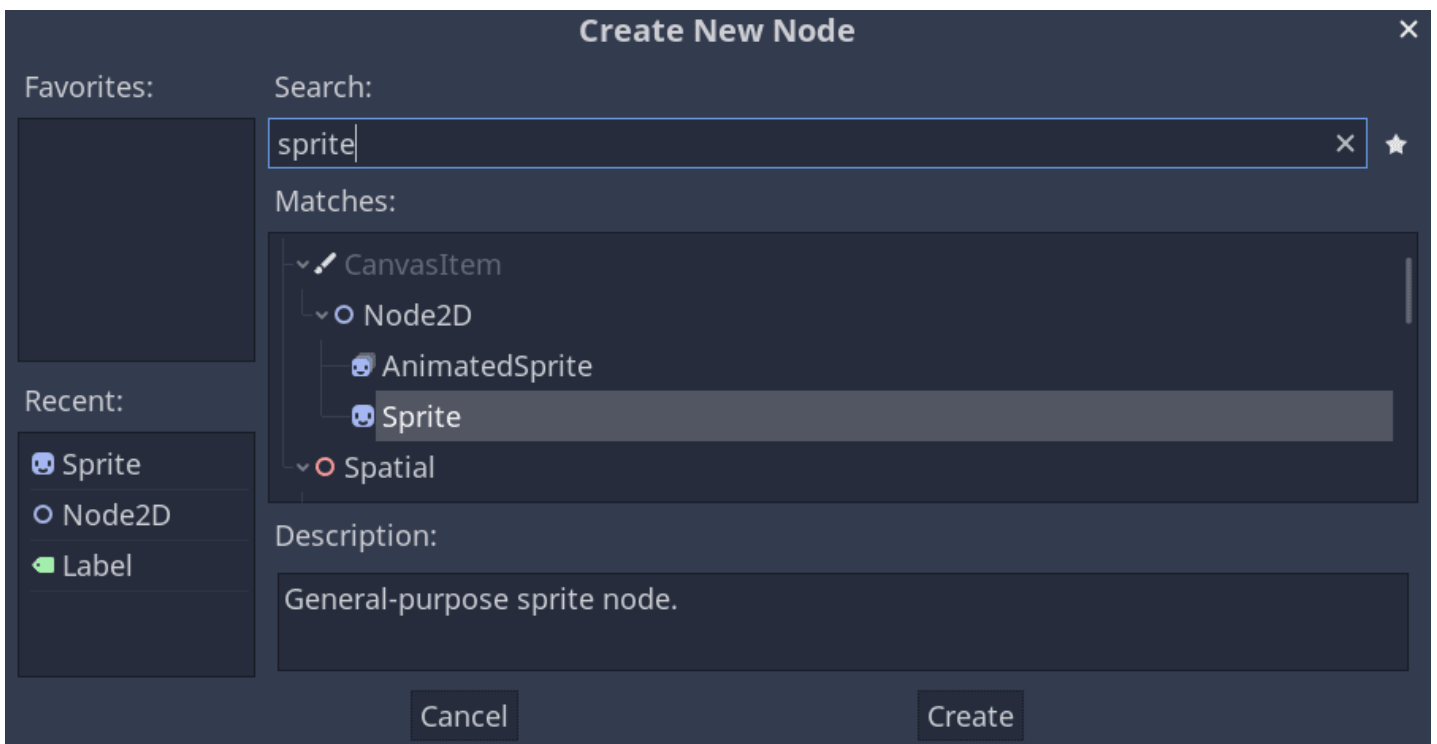 Create New Node
Favorites:
Search:
sprite
Matches:
CanvasItem
Node2D
AnimatedSprite
Sprite
Spatial
Recent:
Sprite
Node2D
Label
Description:
General-purpose sprite node.
Cancel
Create